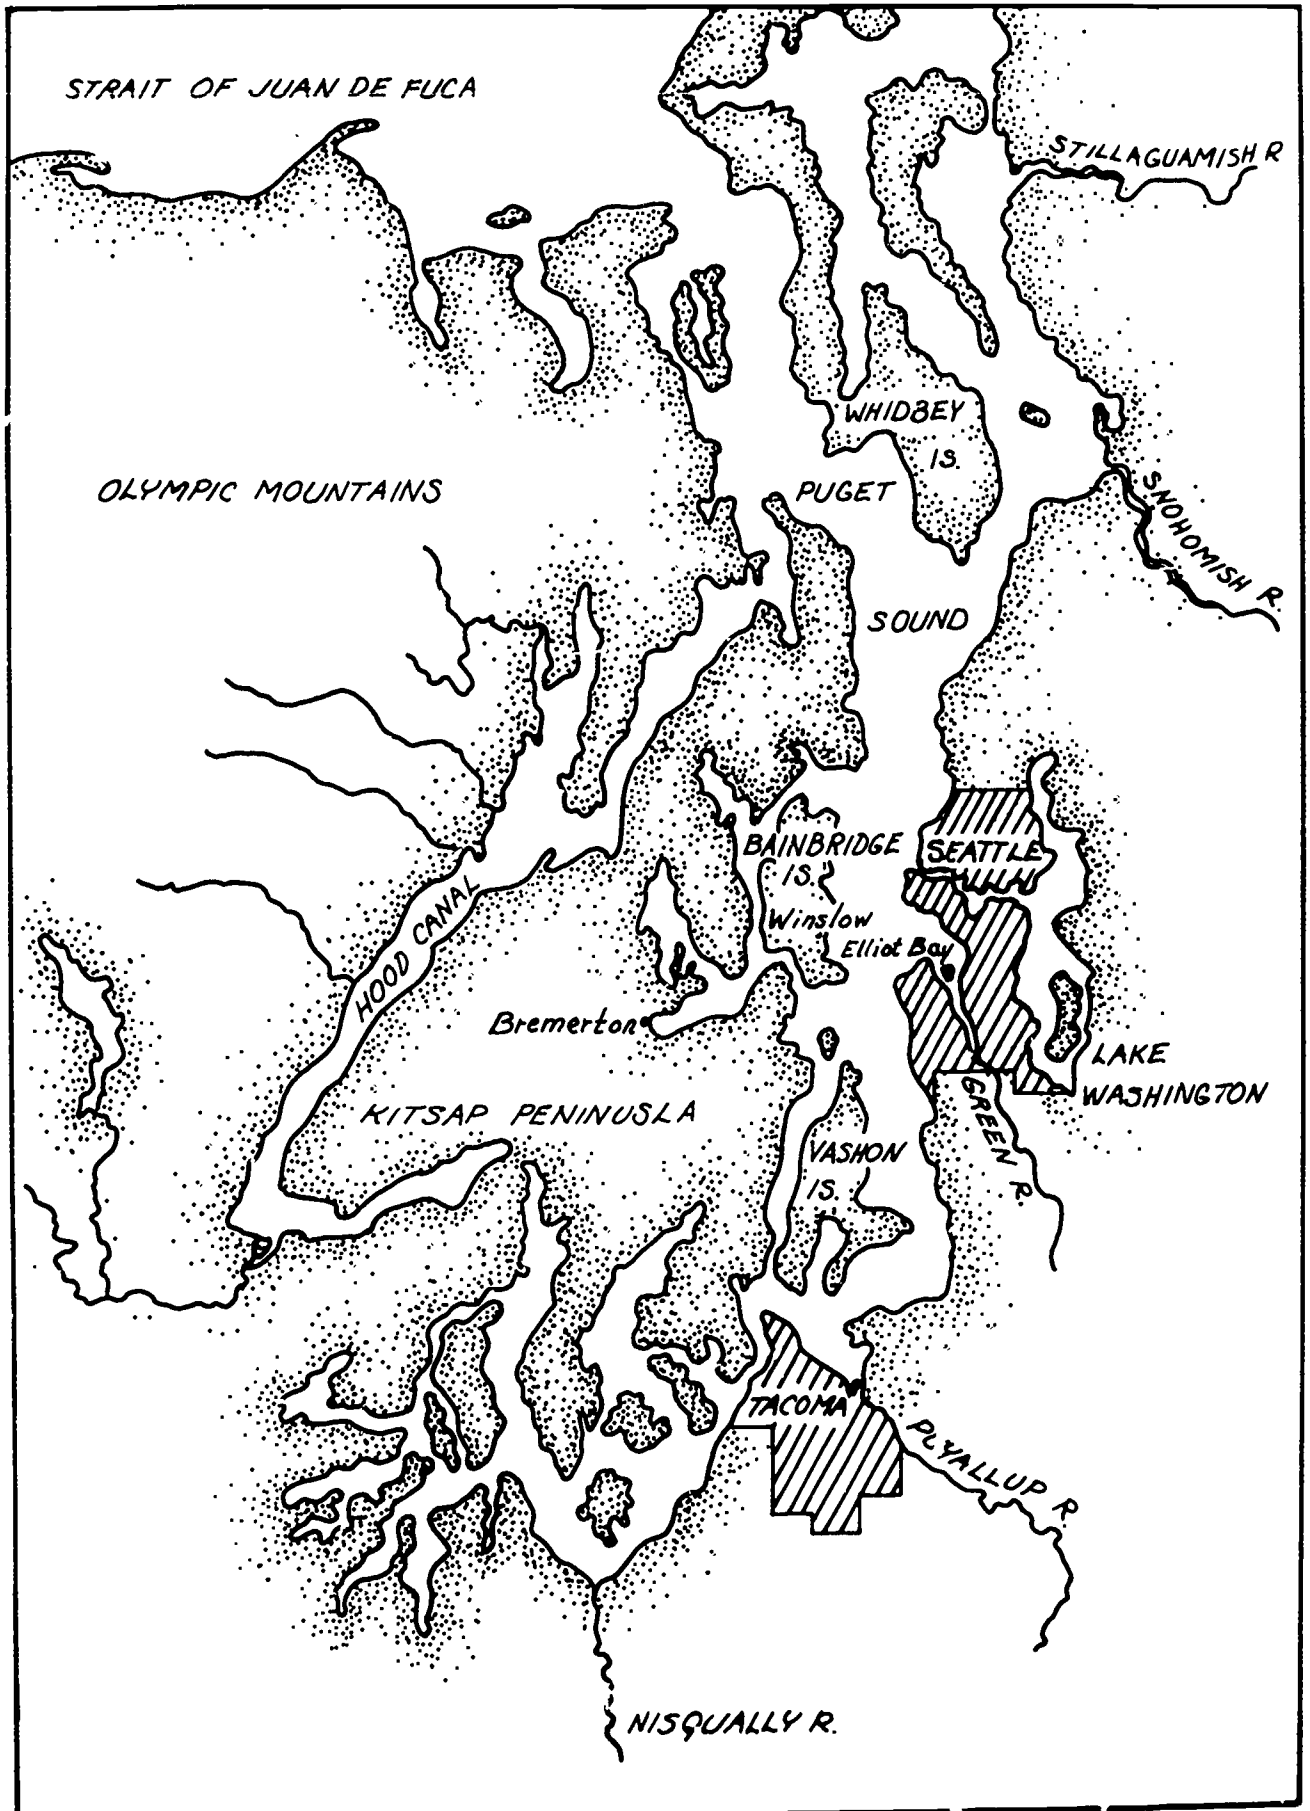 STRAIT OF JUAN DE FUCA
STILLAGUAMISH R
WHIDBEY
IS.
OLYMPIC MOUNTAINS
PUGET
SNOHOMISH R.
SOUND
BAINBRIDGE
IS.
SEATTLE
HOOD CANAL
Winslow
Elliot Bay
Bremerton
LAKE
WASHINGTON
GREEN R.
KITSAP PENINUSLA
VASHON
IS.
TACOMA
PLYALLUP R.
NISQUALLY R.